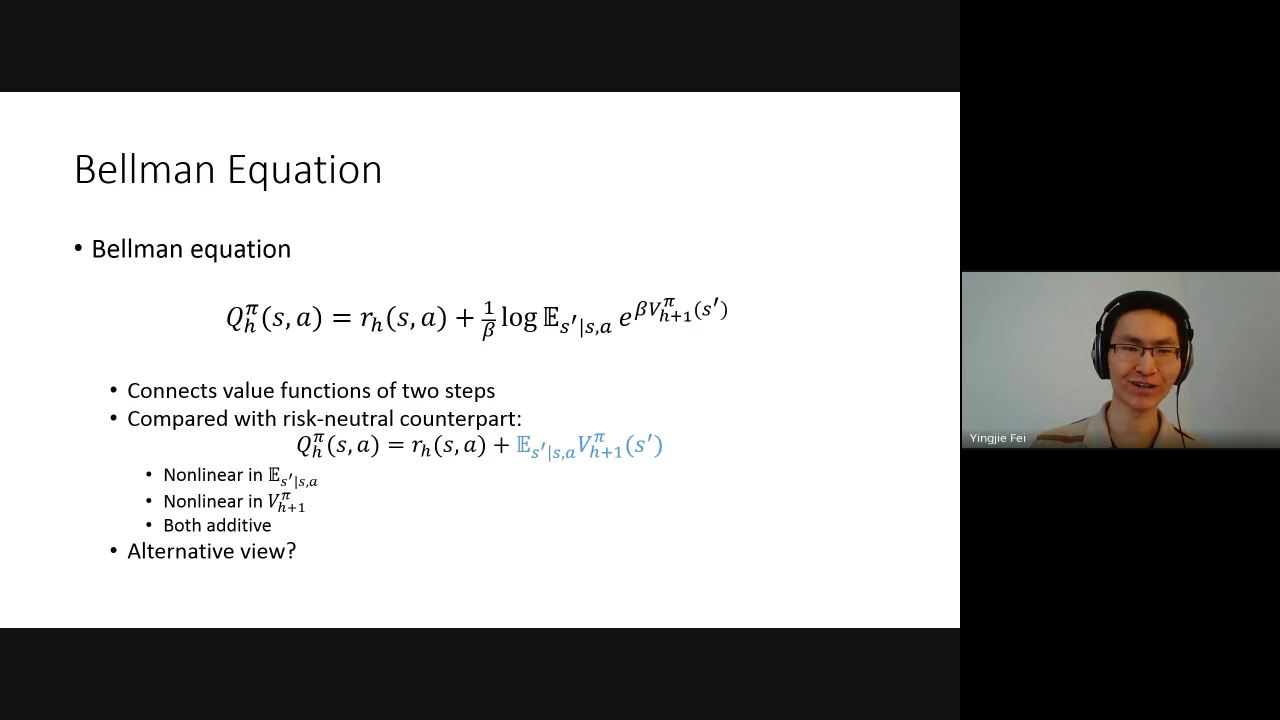 Bellman Equation
• Bellman equation
Q_h^π(s, a) = r_h(s, a) + 1/β log 𝔼_{s′|s,a} e^{βV_{h+1}^π(s′)}
• Connects value functions of two steps
• Compared with risk-neutral counterpart:
Q_h^π(s, a) = r_h(s, a) + 𝔼_{s′|s,a}V_{h+1}^π(s′)
• Nonlinear in 𝔼_{s′|s,a}
• Nonlinear in V_{h+1}^π
• Both additive
• Alternative view?
Yingjie Fei